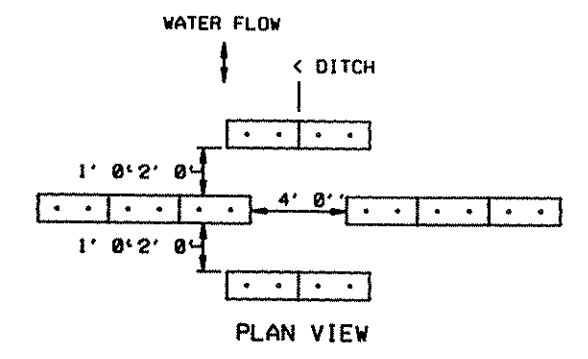 WATER FLOW
< DITCH
1' 0'2' 0'
4' 0''
1' 0'2' 0'
PLAN VIEW